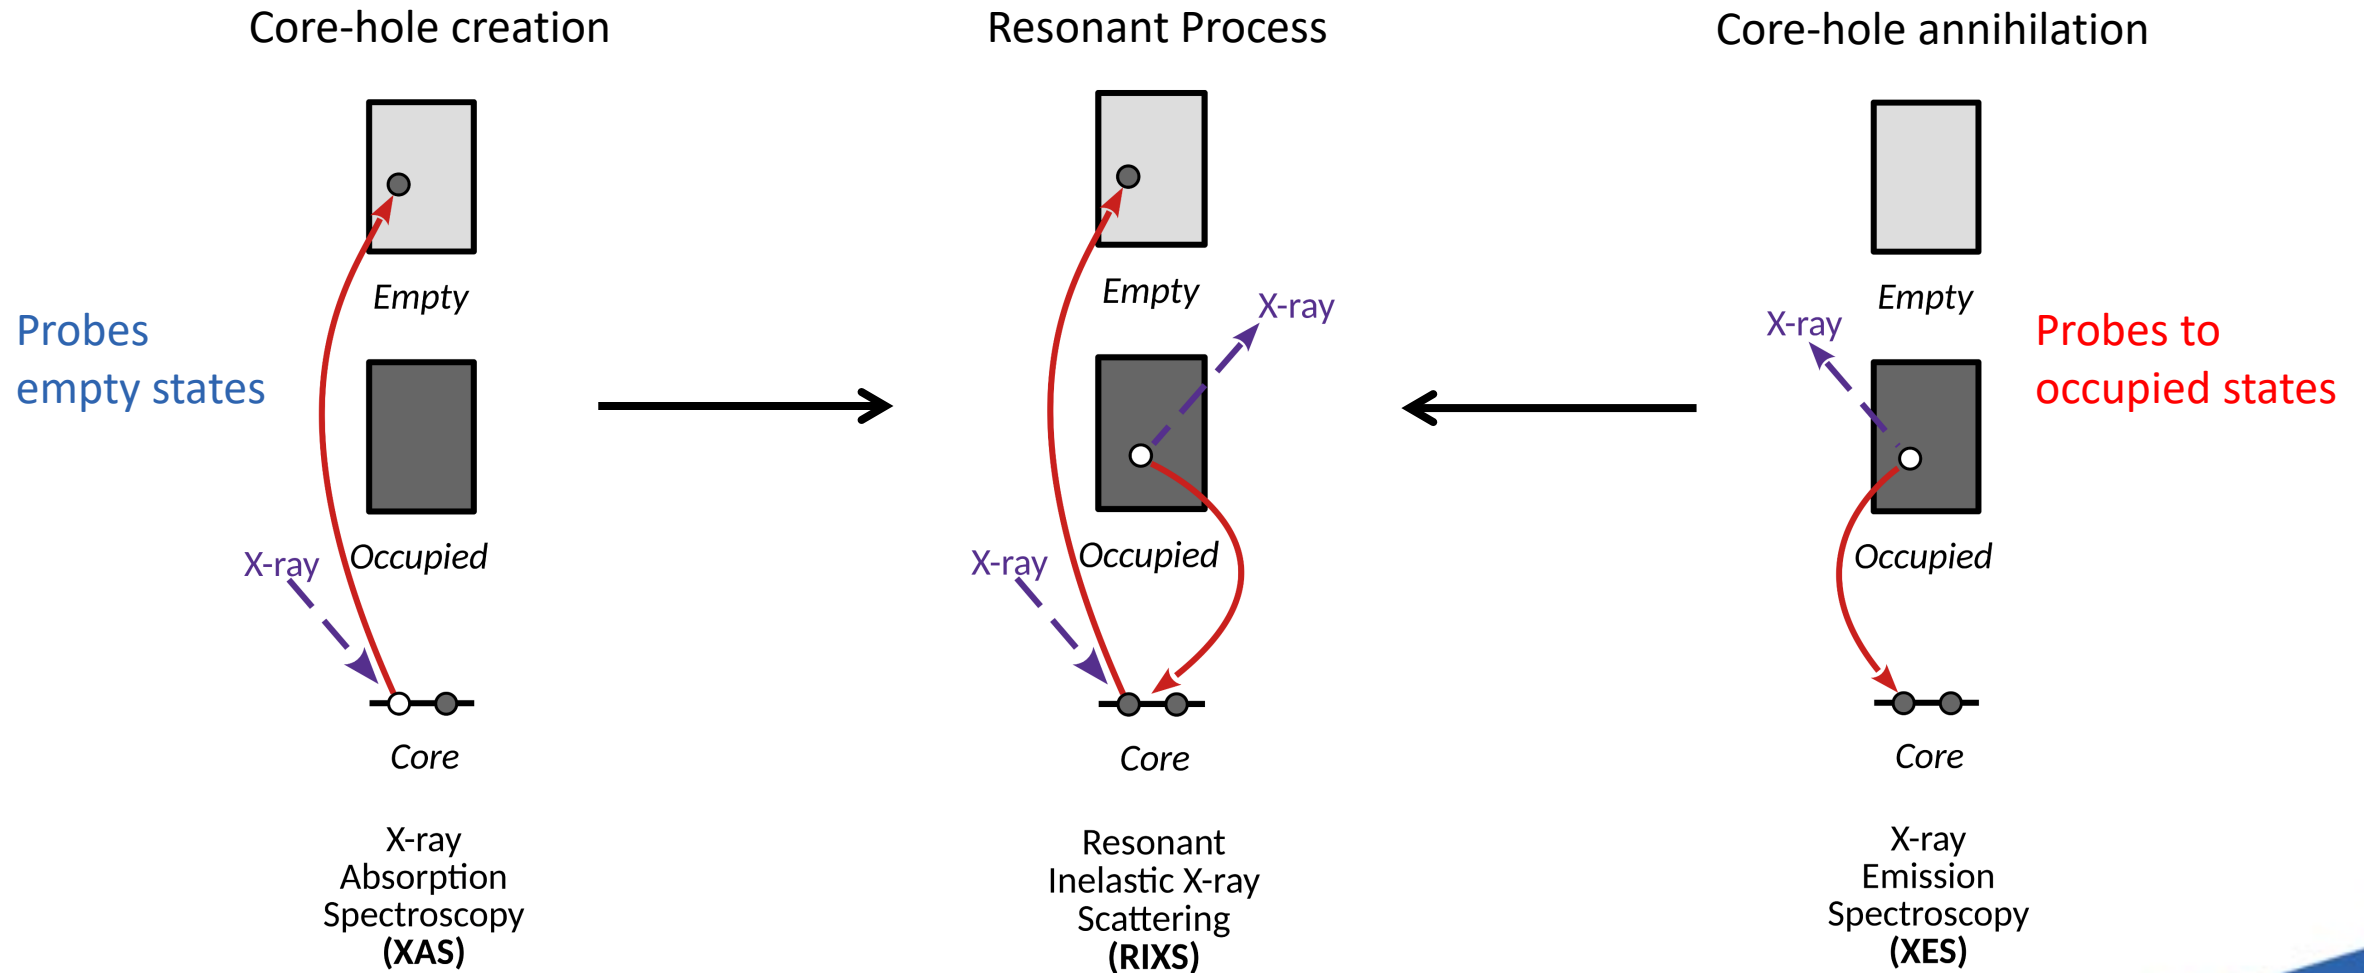 Core-hole creation
Probes
empty states
Empty
Occupied
X-ray
Core
X-ray
Absorption
Spectroscopy
(XAS)
Resonant Process
Empty
X-ray
Occupied
X-ray
Core
Resonant
Inelastic X-ray
Scattering
(RIXS)
Core-hole annihilation
Empty
X-ray
Probes to
occupied states
Occupied
Core
X-ray
Emission
Spectroscopy
(XES)